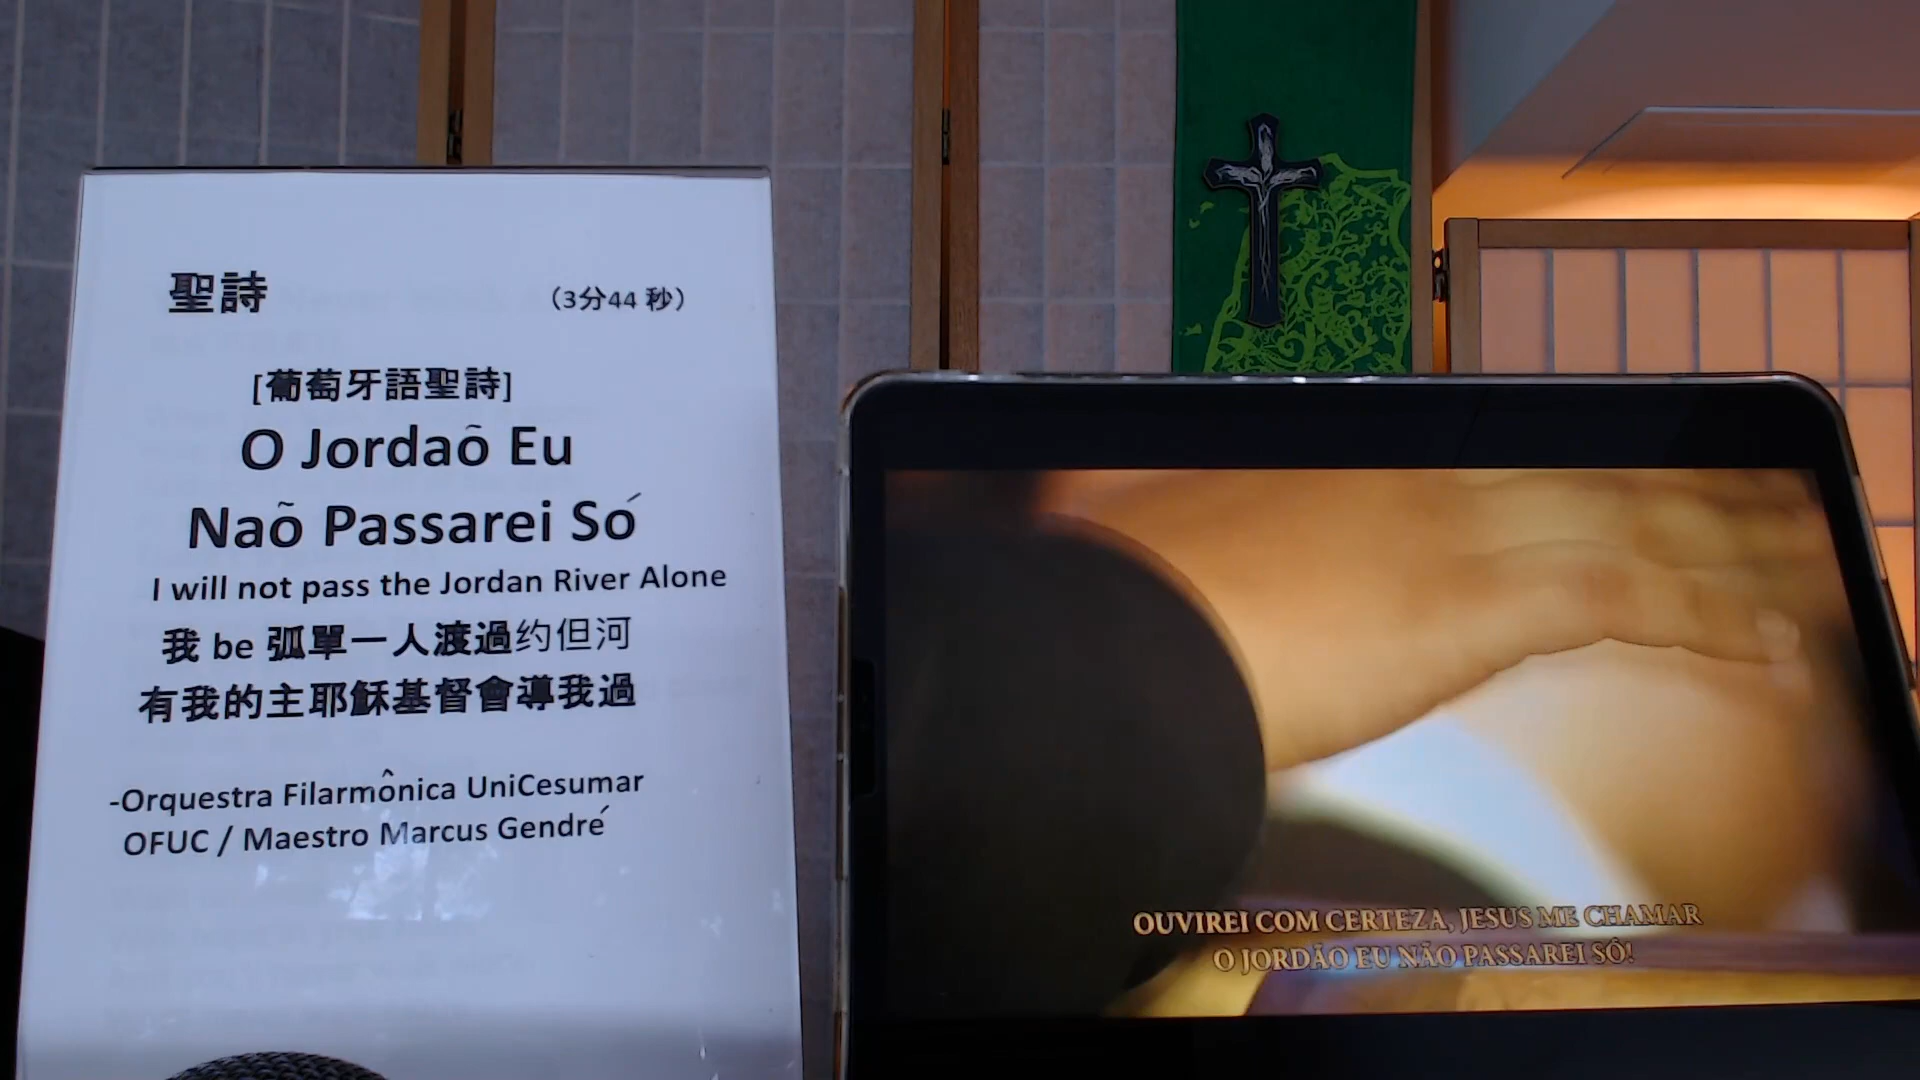 聖詩 （3分44 秒）
[葡萄牙語聖詩]
O Jordaõ Eu
Naõ Passarei Só
I will not pass the Jordan River Alone
我 be 弧單一人渡過约但河
有我的主耶穌基督會導我過
-Orquestra Filarmônica UniCesumar
OFUC / Maestro Marcus Gendré
OUVIREI COM CERTEZA, JESUS ME CHAMAR
O JORDÃO EU NÃO PASSAREI SÓ!